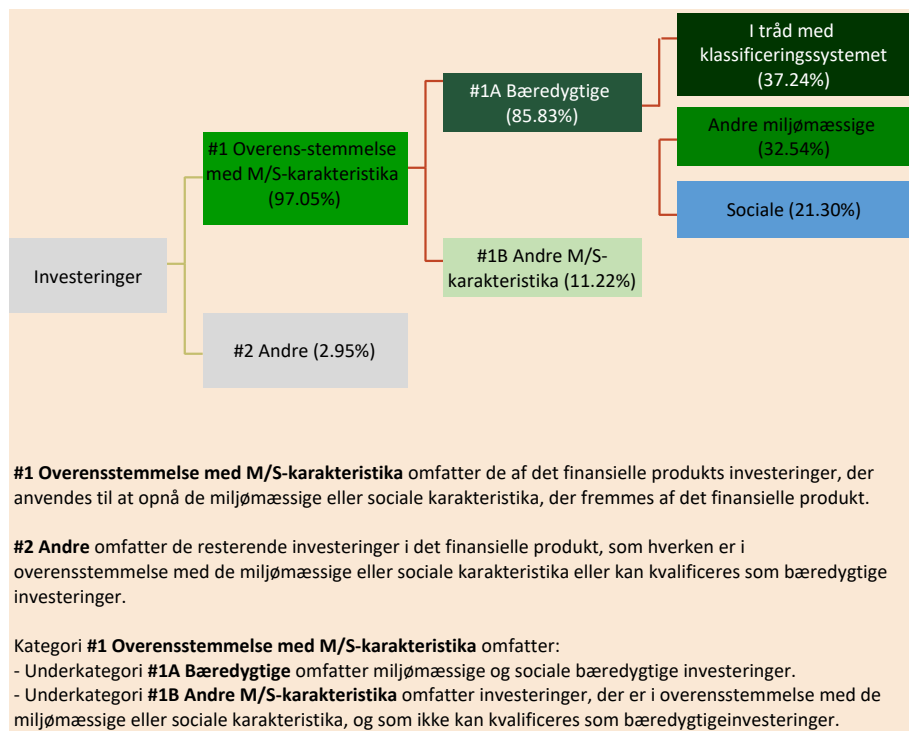 I tråd med
klassificeringssystemet
(37.24%)
#1A Bæredygtige
(85.83%)
Andre miljømæssige
(32.54%)
#1 Overens-stemmelse
med M/S-karakteristika
(97.05%)
Sociale (21.30%)
#1B Andre M/S-
karakteristika (11.22%)
Investeringer
#2 Andre (2.95%)
#1 Overensstemmelse med M/S-karakteristika omfatter de af det finansielle produkts investeringer, der
anvendes til at opnå de miljømæssige eller sociale karakteristika, der fremmes af det finansielle produkt.
#2 Andre omfatter de resterende investeringer i det finansielle produkt, som hverken er i
overensstemmelse med de miljømæssige eller sociale karakteristika eller kan kvalificeres som bæredygtige
investeringer.
Kategori #1 Overensstemmelse med M/S-karakteristika omfatter:
- Underkategori #1A Bæredygtige omfatter miljømæssige og sociale bæredygtige investeringer.
- Underkategori #1B Andre M/S-karakteristika omfatter investeringer, der er i overensstemmelse med de
miljømæssige eller sociale karakteristika, og som ikke kan kvalificeres som bæredygtigeinvesteringer.